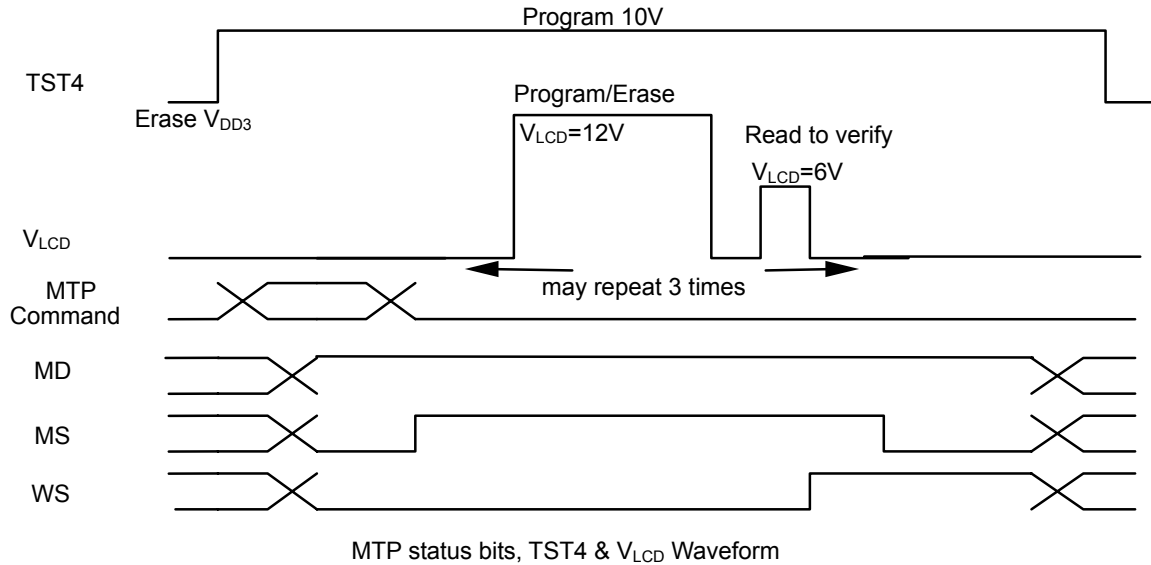 Program 10V
TST4
Erase VDD3
Program/Erase
VLCD=12V
Read to verify
VLCD=6V
VLCD
may repeat 3 times
MTP
Command
MD
MS
WS
MTP status bits, TST4 & VLCD Waveform